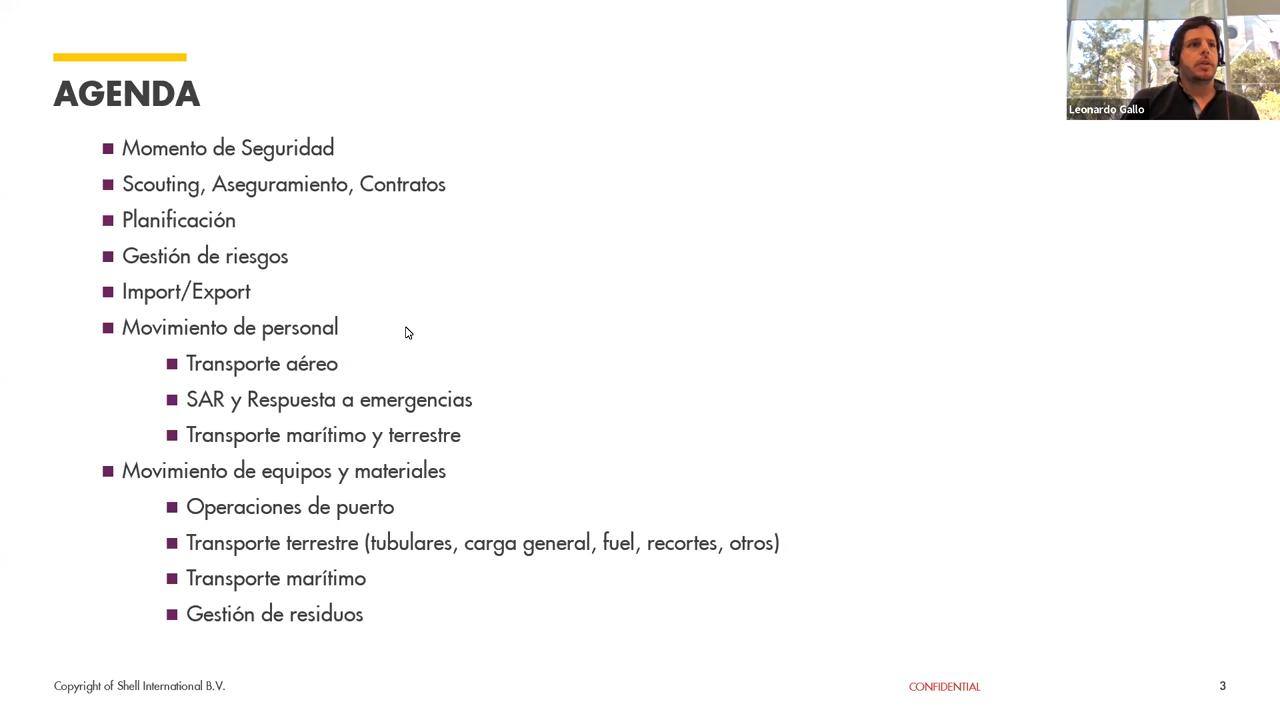 Leonardo Gallo
AGENDA
Momento de Seguridad
Scouting, Aseguramiento, Contratos
Planificación
Gestión de riesgos
Import/Export
Movimiento de personal
Transporte aéreo
SAR y Respuesta a emergencias
Transporte marítimo y terrestre
Movimiento de equipos y materiales
Operaciones de puerto
Transporte terrestre (tubulares, carga general, fuel, recortes, otros)
Transporte marítimo
Gestión de residuos
Copyright of Shell International B.V.
CONFIDENTIAL
3